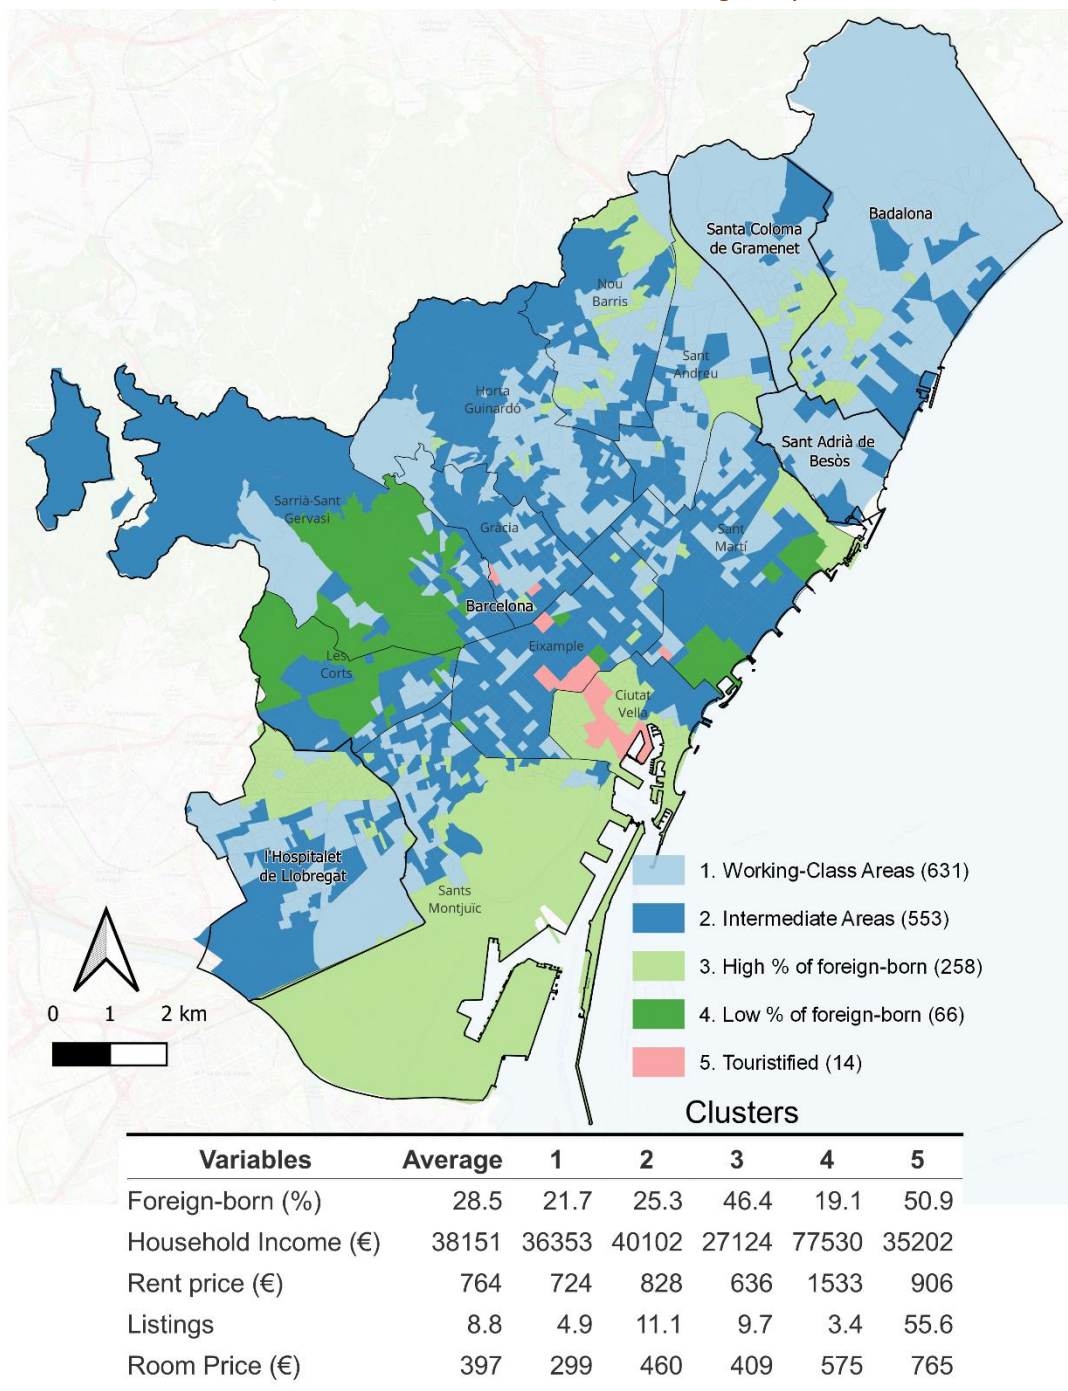 Badalona
Santa Coloma
de Gramenet
Nou
Barris
Sant
Andreu
Horta
Guinardó
Sant Adrià de
Besòs
Sarrià-Sant
Gervasi
Gràcia
Sant
Martí
Barcelona
Eixample
Les
Corts
Ciutat
Vella
l'Hospitalet
de Llobregat
Sants
Montjuïc
0 1 2 km
1. Working-Class Areas (631)
2. Intermediate Areas (553)
3. High % of foreign-born (258)
4. Low % of foreign-born (66)
5. Touristified (14)
Clusters
Variables Average 1 2 3 4 5
Foreign-born (%) 28.5 21.7 25.3 46.4 19.1 50.9
Household Income (€) 38151 36353 40102 27124 77530 35202
Rent price (€) 764 724 828 636 1533 906
Listings 8.8 4.9 11.1 9.7 3.4 55.6
Room Price (€) 397 299 460 409 575 765